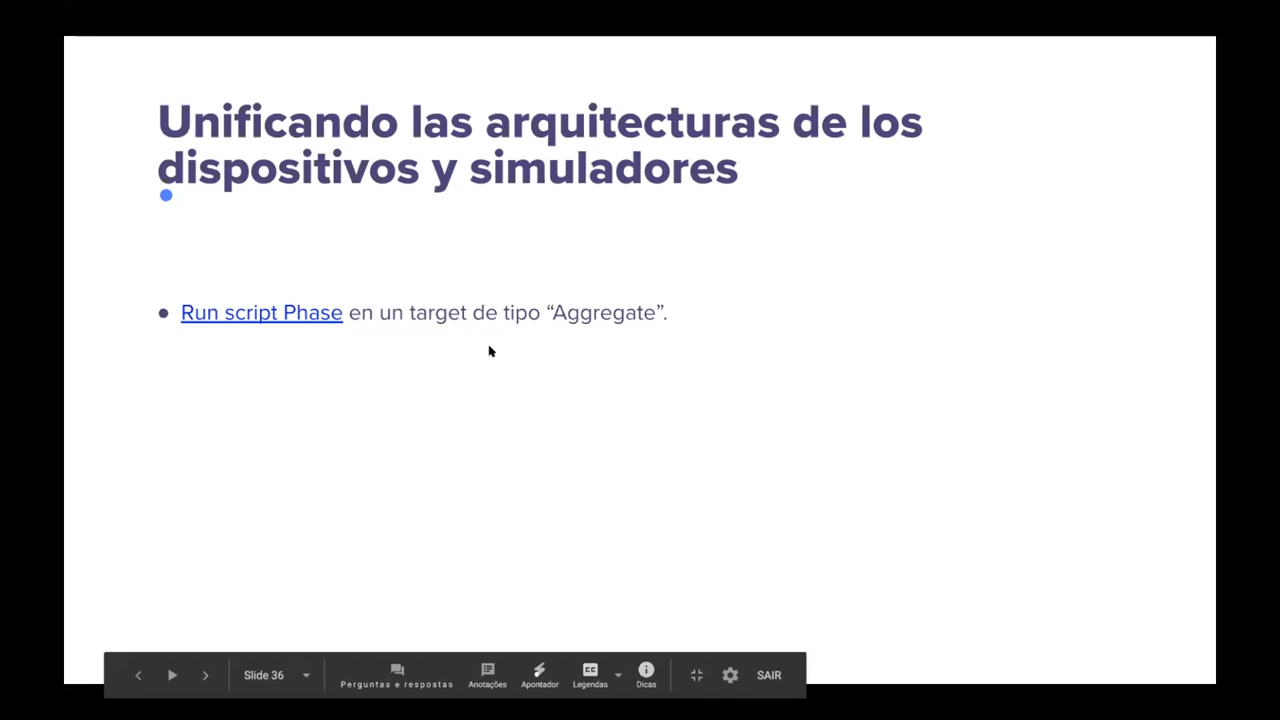 Unificando las arquitecturas de los
dispositivos y simuladores
● Run script Phase en un target de tipo “Aggregate”.
Slide 36
Perguntas e respostas
Anotações
Apontador
CC
Legendas
Dicas
SAIR